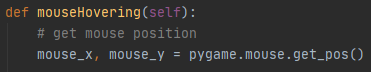 def mouseHovering(self):
    # get mouse position
    mouse_x, mouse_y = pygame.mouse.get_pos()